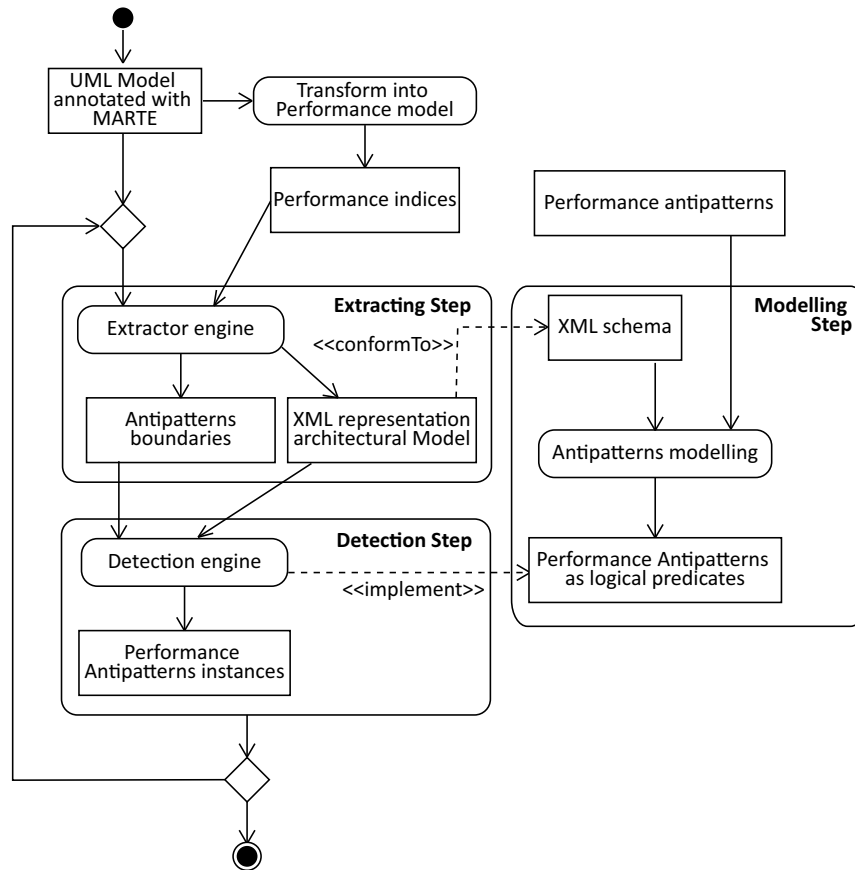 UML Model
annotated with
MARTE
Transform into
Performance model
Performance indices
Performance antipatterns
Extracting Step
Extractor engine
<<conformTo>>
Antipatterns
boundaries
XML representation
architectural Model
Modelling
Step
XML schema
Antipatterns modelling
Performance Antipatterns
as logical predicates
Detection Step
Detection engine
<<implement>>
Performance
Antipatterns instances